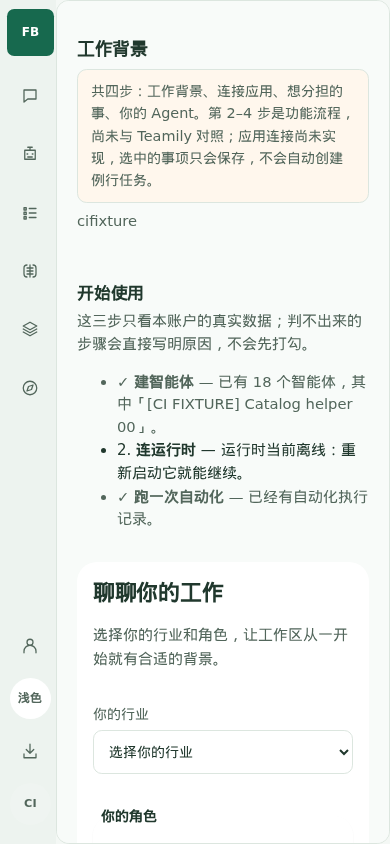 FB
工作背景
共四步：工作背景、连接应用、想分担的
事、你的 Agent。第 2–4 步是功能流程，
尚未与 Teamily 对照；应用连接尚未实
现，选中的事项只会保存，不会自动创建
例行任务。
cifixture
开始使用
这三步只看本账户的真实数据；判不出来的
步骤会直接写明原因，不会先打勾。
• ✓ 建智能体 — 已有 18 个智能体，其
中「[CI FIXTURE] Catalog helper
00」。
• 2. 连运行时 — 运行时当前离线：重
新启动它就能继续。
• ✓ 跑一次自动化 — 已经有自动化执行
记录。
聊聊你的工作
选择你的行业和角色，让工作区从一开
始就有合适的背景。
你的行业
选择你的行业
你的角色
浅色
CI